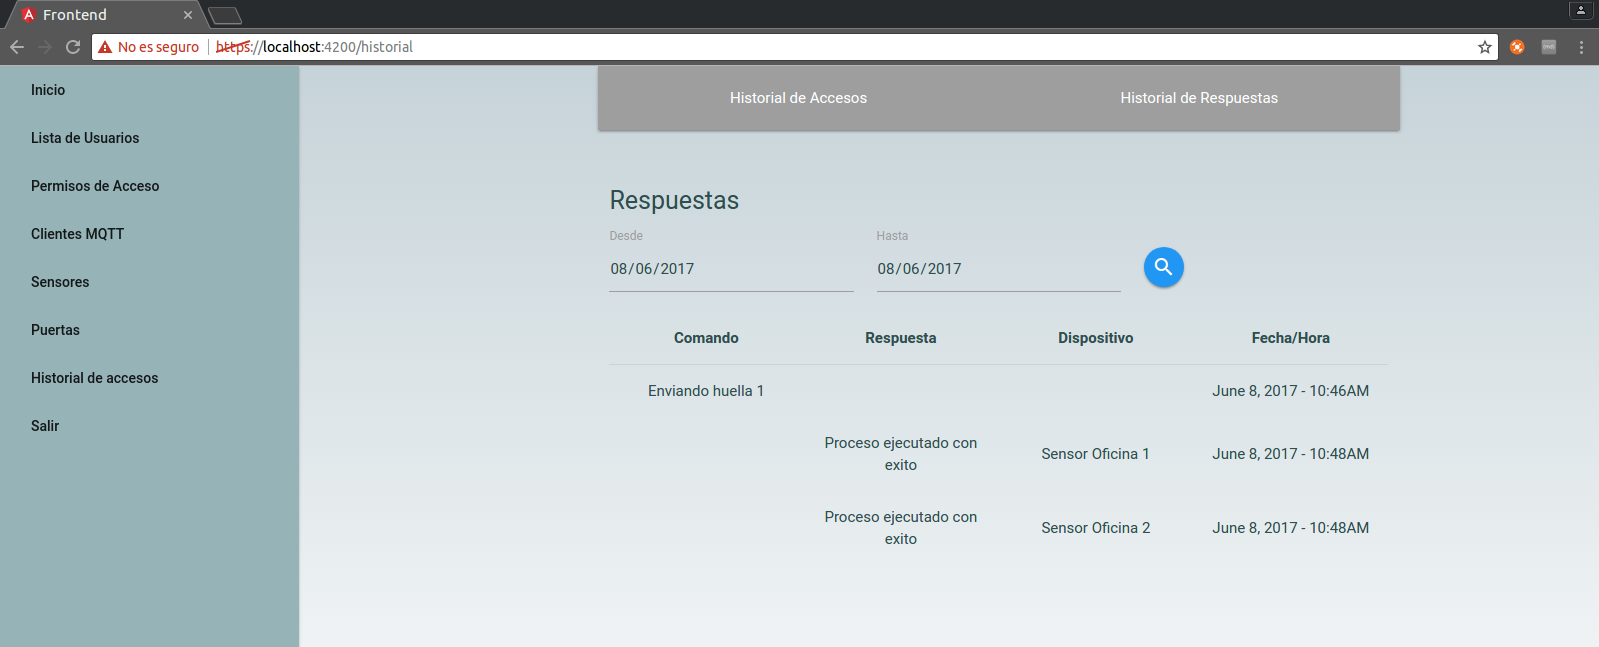 Frontend
No es seguro https://localhost:4200/historial
Inicio
Lista de Usuarios
Permisos de Acceso
Clientes MQTT
Sensores
Puertas
Historial de accesos
Salir
Historial de Accesos Historial de Respuestas
Respuestas
Desde Hasta
08/06/2017 08/06/2017
Comando Respuesta Dispositivo Fecha/Hora
Enviando huella 1 June 8, 2017 - 10:46AM
Proceso ejecutado con
exito Sensor Oficina 1 June 8, 2017 - 10:48AM
Proceso ejecutado con
exito Sensor Oficina 2 June 8, 2017 - 10:48AM